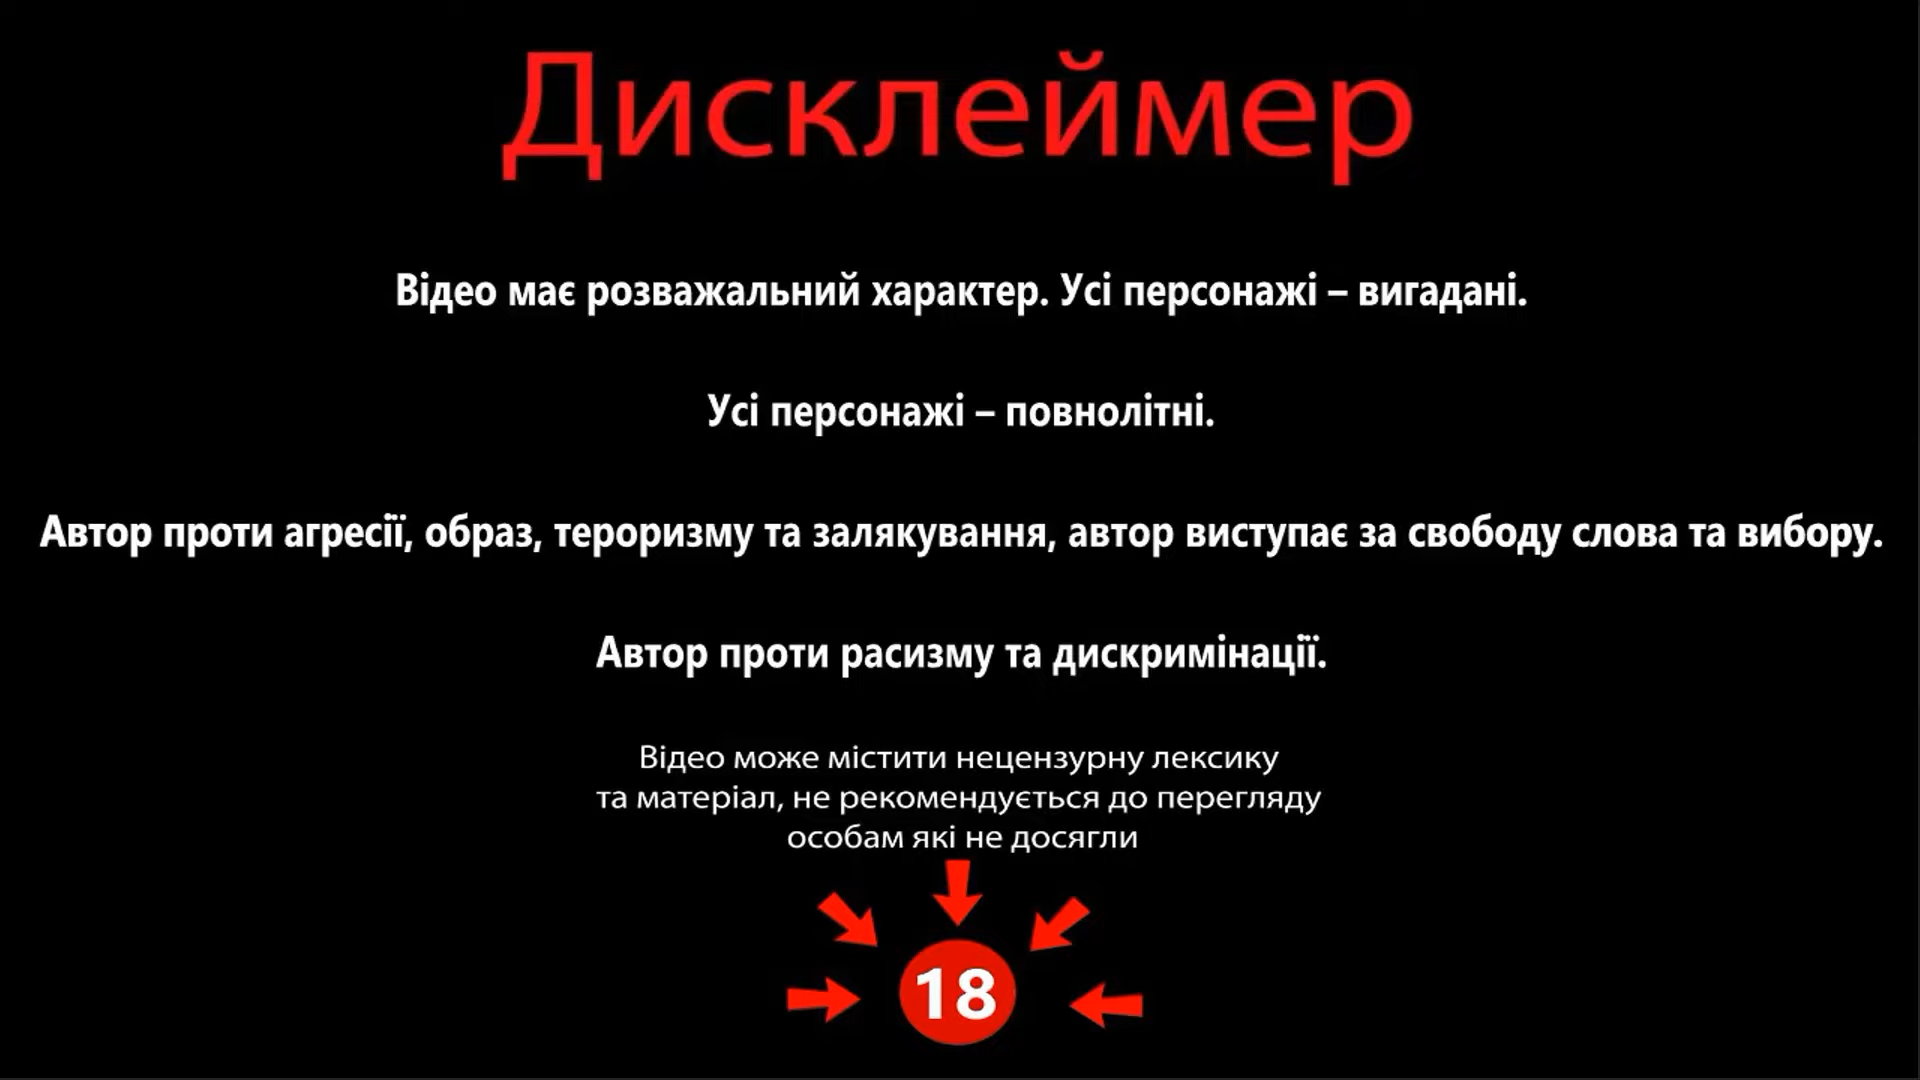 Дисклеймер
Відео має розважальний характер. Усі персонажі – вигадані.
Усі персонажі – повнолітні.
Автор проти агресії, образ, тероризму та залякування, автор виступає за свободу слова та вибору.
Автор проти расизму та дискримінації.
Відео може містити нецензурну лексику
та матеріал, не рекомендується до перегляду
особам які не досягли
18